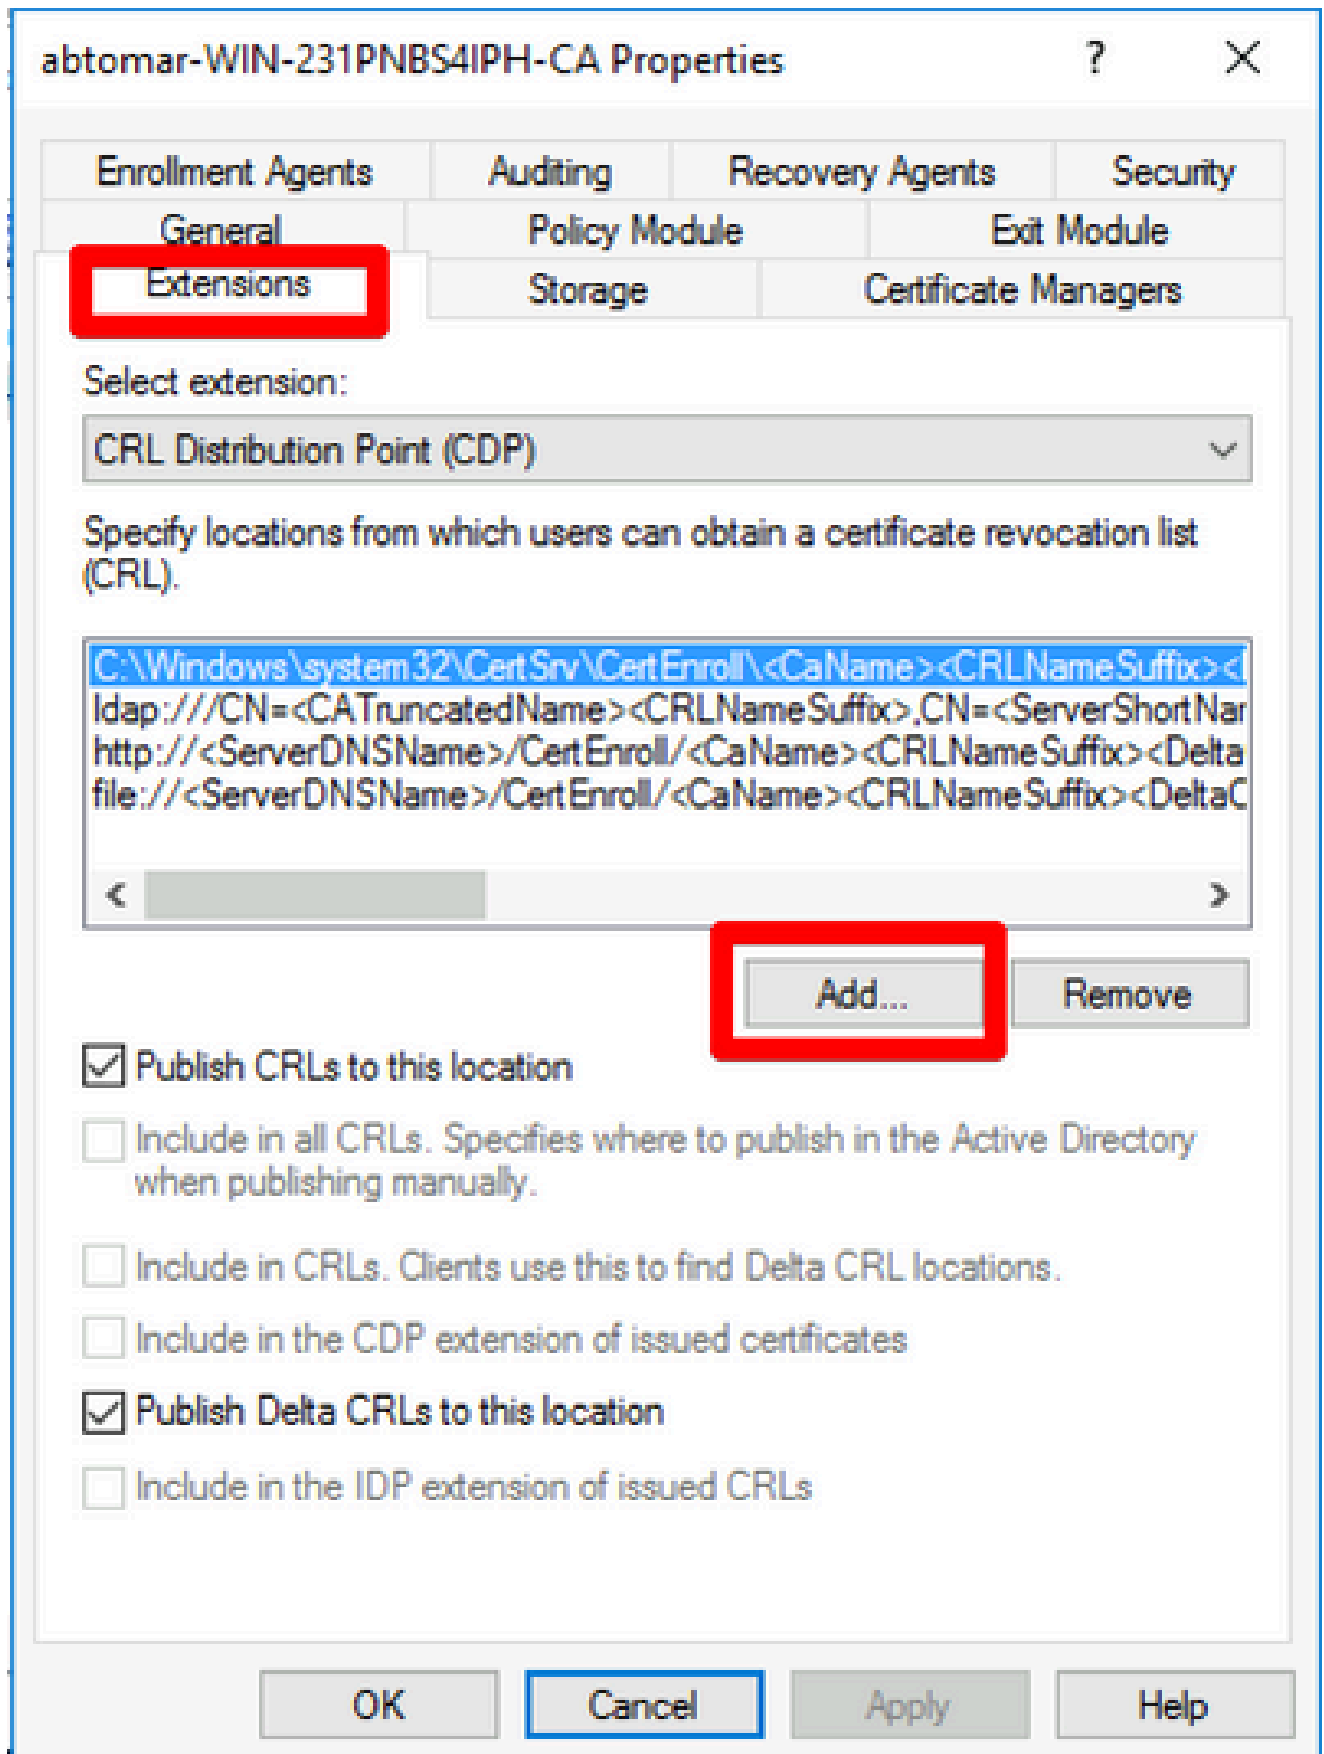 abtomar-WIN-231PNBS4IPH-CA Properties ?
Enrollment Agents Auditing Recovery Agents Security
General Policy Module Exit Module
Extensions Storage Certificate Managers
Select extension:
CRL Distribution Point (CDP)
Specify locations from which users can obtain a certificate revocation list
(CRL).
C:\Windows\system32\CertSrv\CertEnroll\<CaName><CRLNameSuffix><
ldap:///CN=<CATruncatedName><CRLNameSuffix>,CN=<ServerShortNar
http://<ServerDNSName>/CertEnroll/<CaName><CRLNameSuffix><Delta
file://<ServerDNSName>/CertEnroll/<CaName><CRLNameSuffix><DeltaC
Add... Remove
Publish CRLs to this location
Include in all CRLs. Specifies where to publish in the Active Directory
when publishing manually.
Include in CRLs. Clients use this to find Delta CRL locations.
Include in the CDP extension of issued certificates
Publish Delta CRLs to this location
Include in the IDP extension of issued CRLs
OK Cancel Apply Help